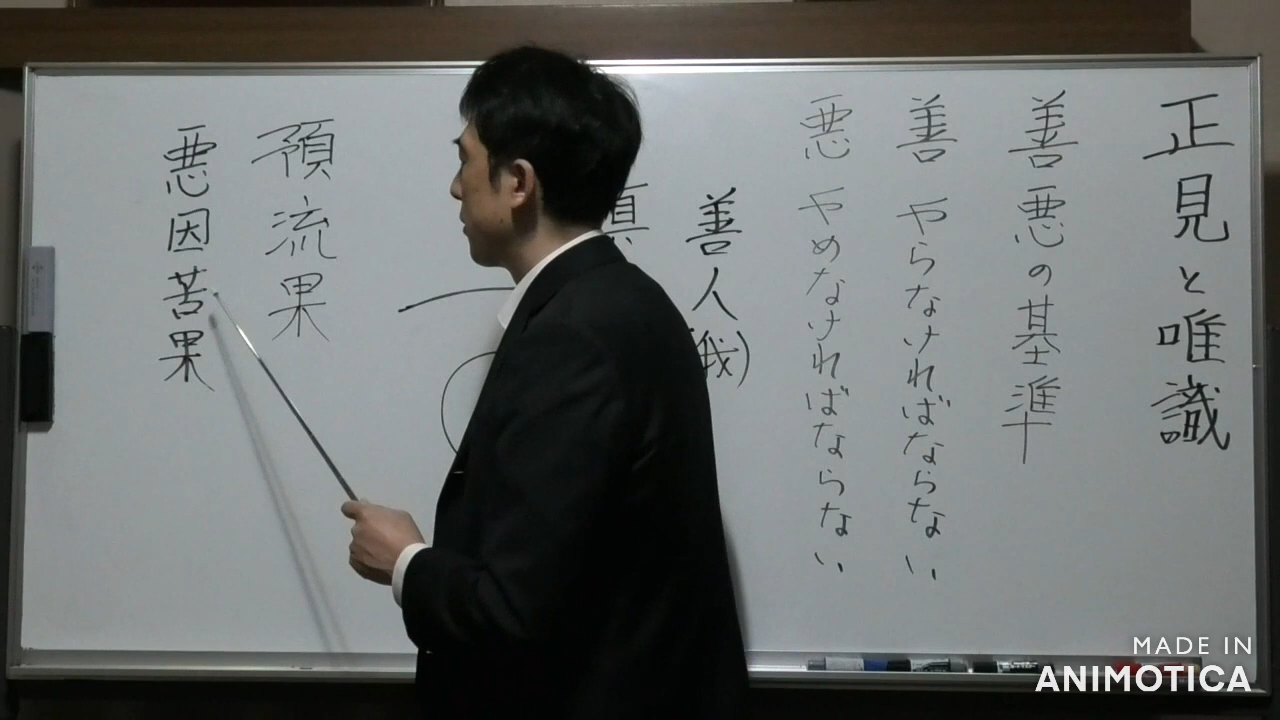 正見と唯識
善悪の基準
善 やらなければならない
悪 やめなければならない
善人(我)
真
預流果
悪因苦果
MADE IN
ANIMOTICA